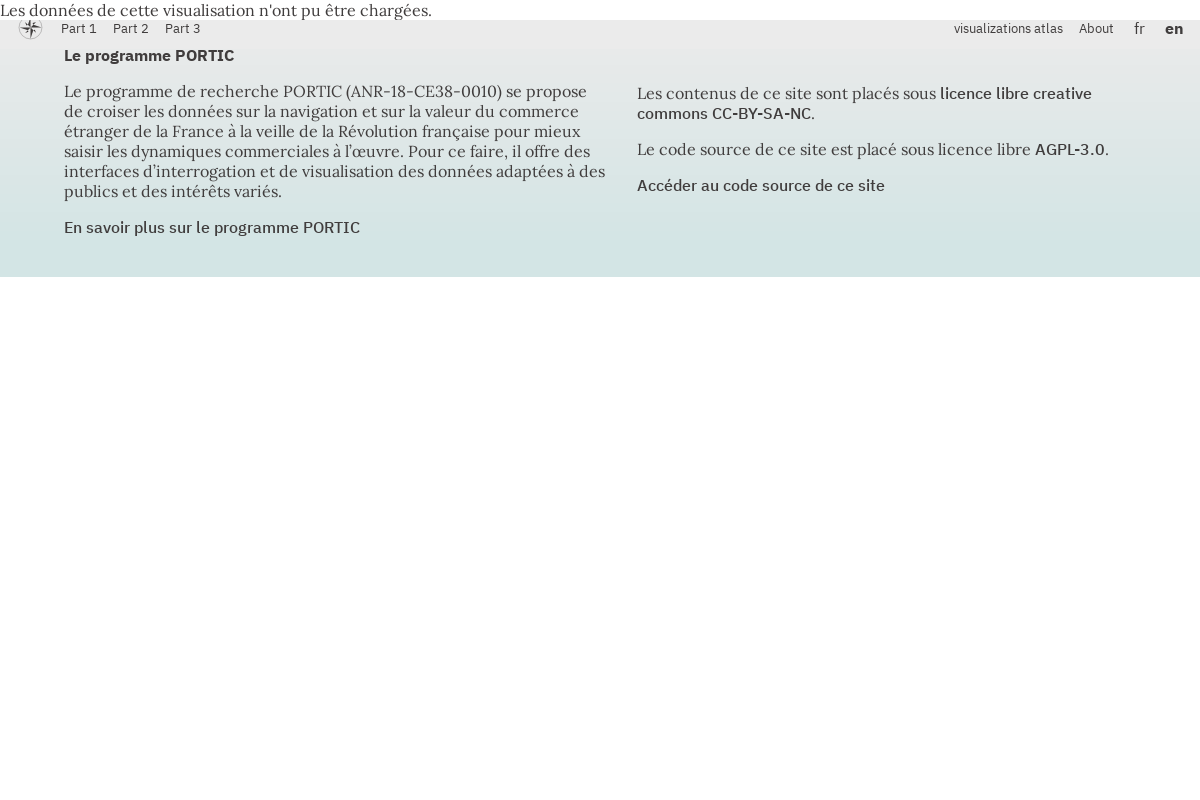 Les données de cette visualisation n'ont pu être chargées.
Part 1 Part 2 Part 3 visualizations atlas About fr en
Le programme PORTIC
Le programme de recherche PORTIC (ANR-18-CE38-0010) se propose
de croiser les données sur la navigation et sur la valeur du commerce
étranger de la France à la veille de la Révolution française pour mieux
saisir les dynamiques commerciales à l’œuvre. Pour ce faire, il offre des
interfaces d’interrogation et de visualisation des données adaptées à des
publics et des intérêts variés.
En savoir plus sur le programme PORTIC
Les contenus de ce site sont placés sous licence libre creative
commons CC-BY-SA-NC.
Le code source de ce site est placé sous licence libre AGPL-3.0.
Accéder au code source de ce site